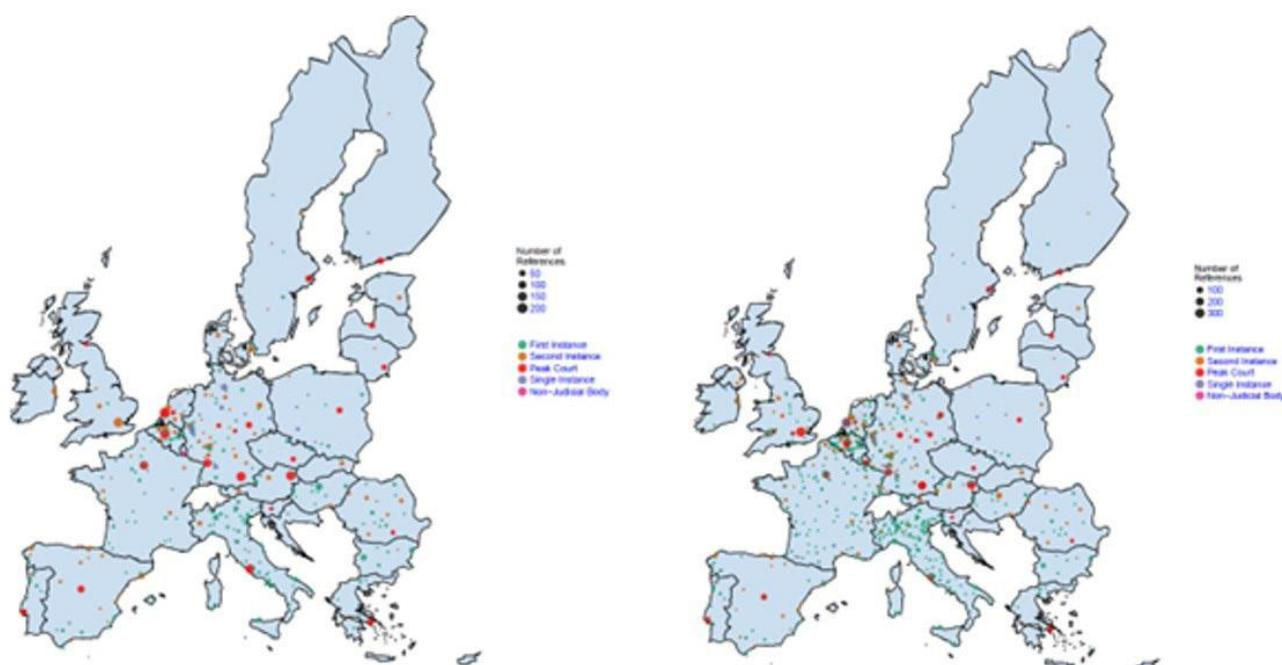 Number of
References
50
100
150
200
First Instance
Second Instance
Peak Court
Single Instance
Non-Judicial Body
Number of
References
100
200
300
First Instance
Second Instance
Peak Court
Single Instance
Non-Judicial Body